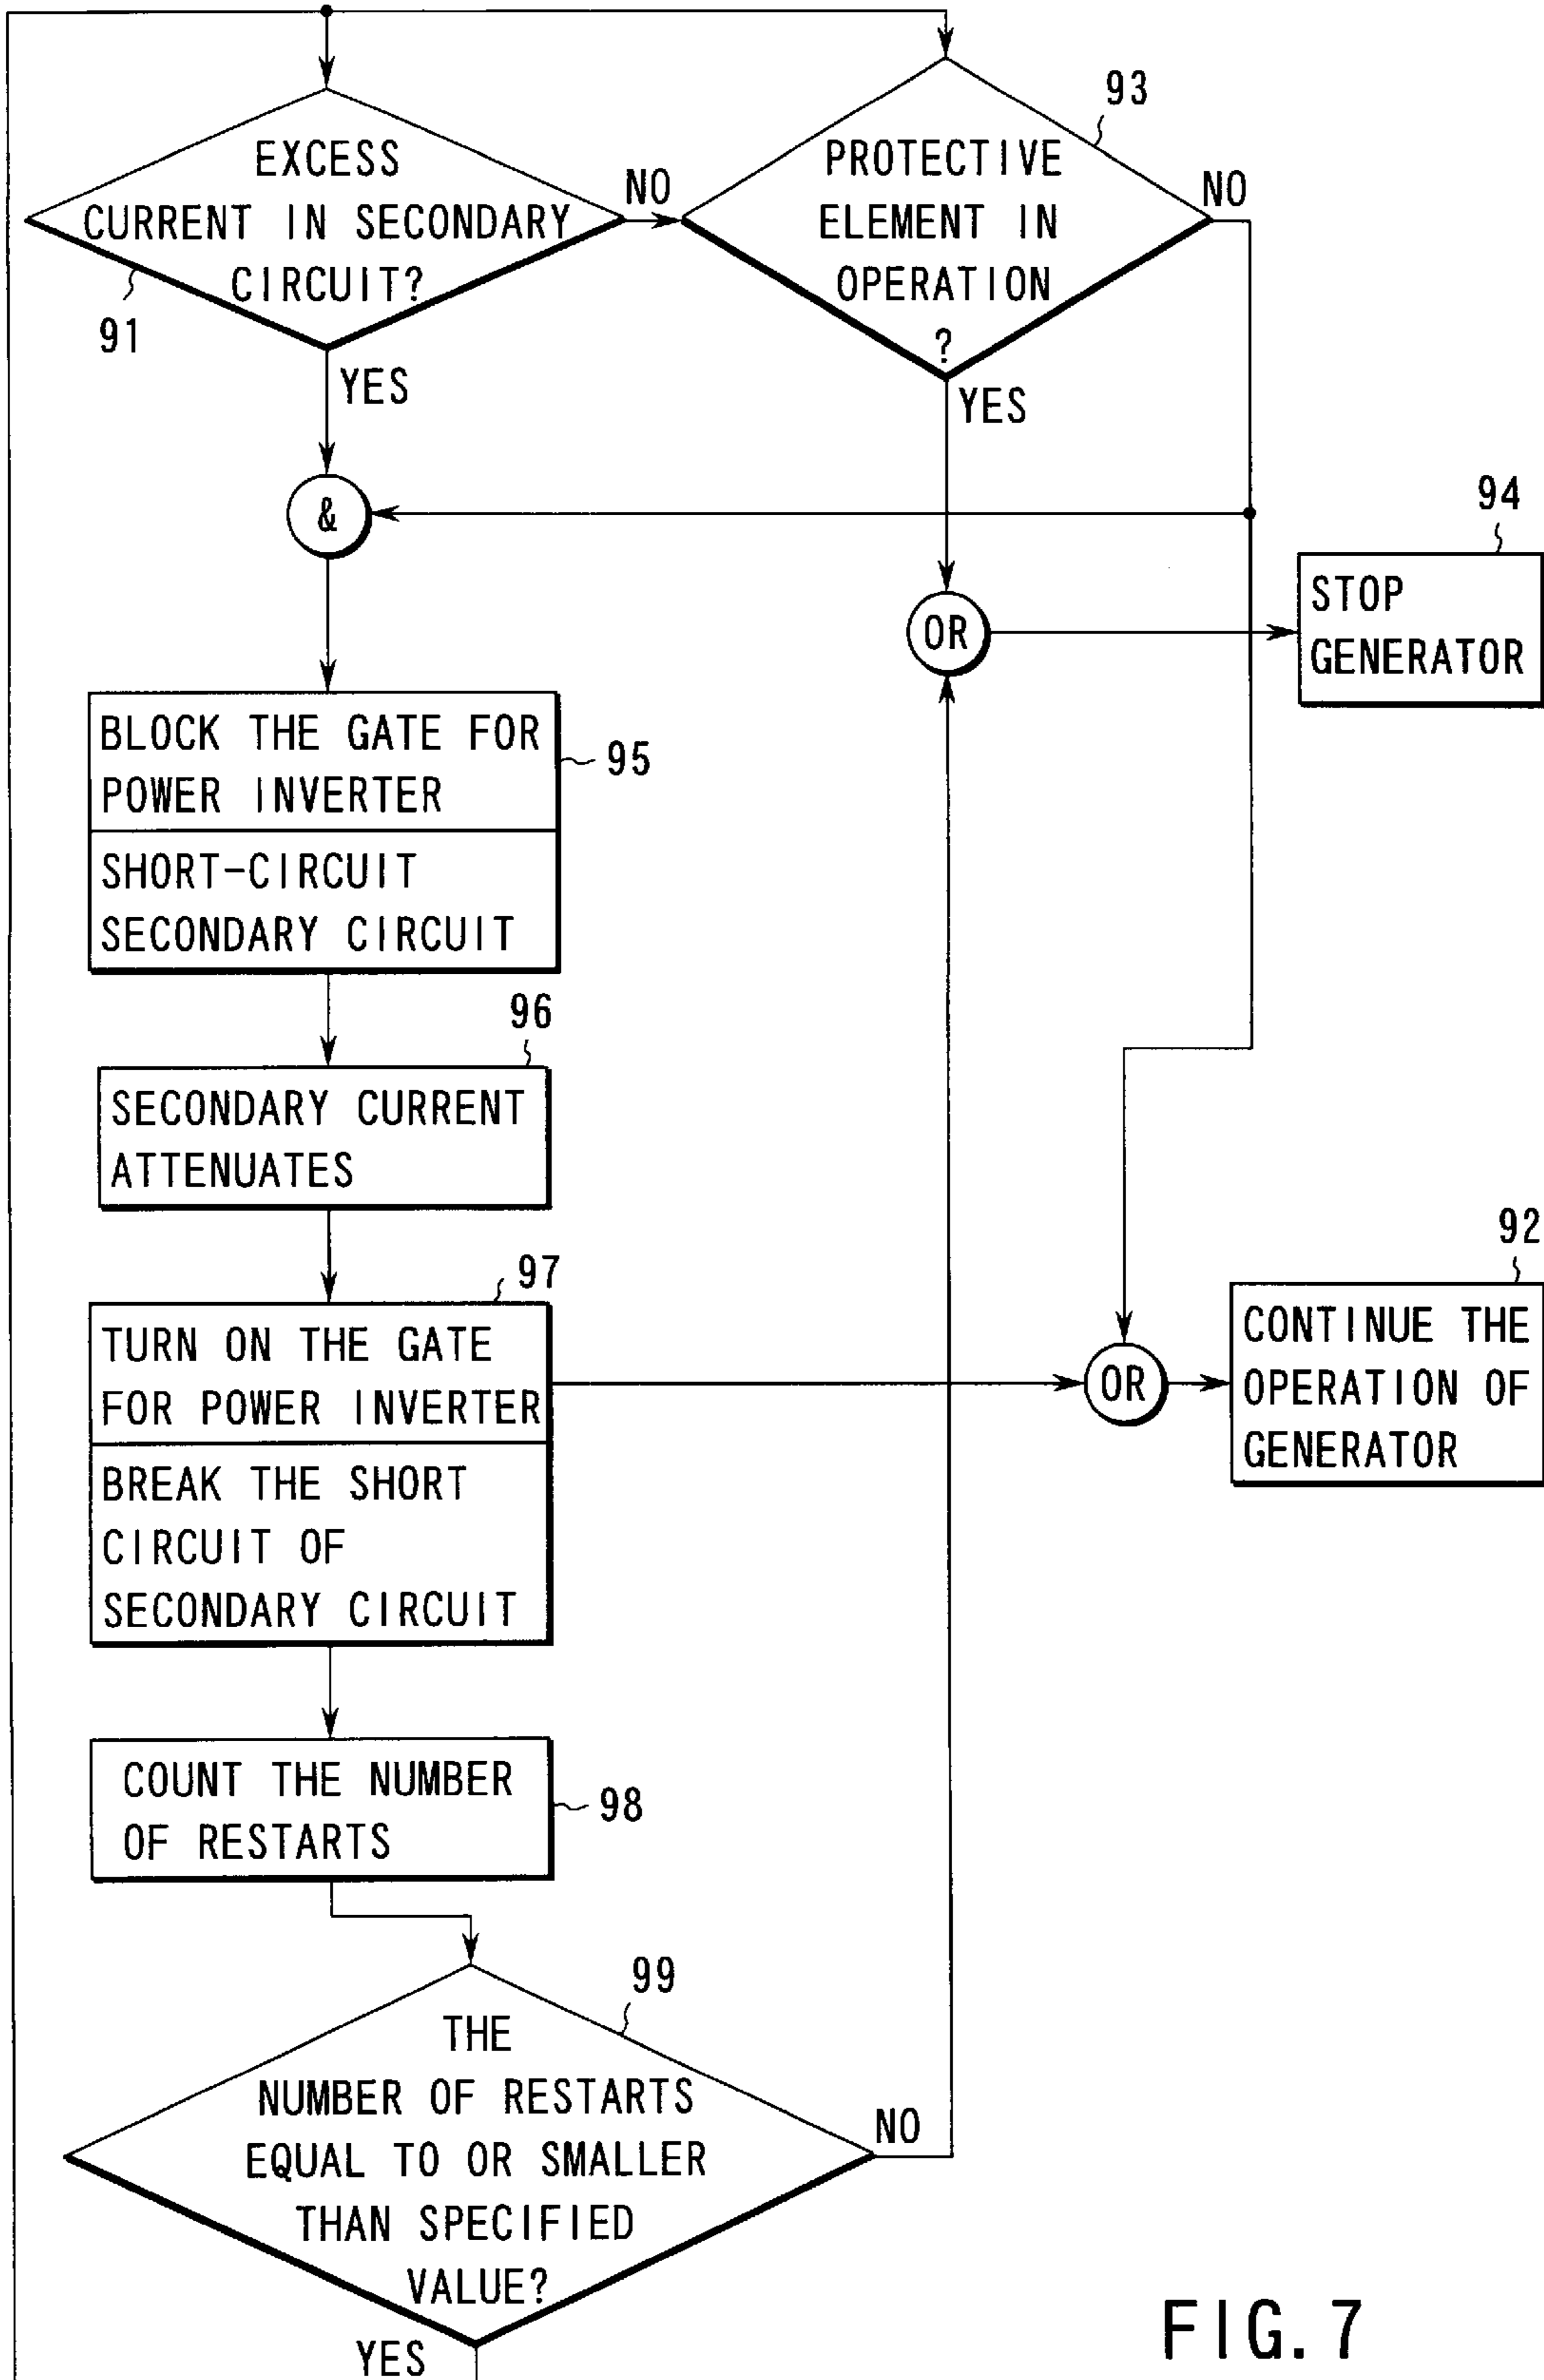 EXCESS
CURRENT IN SECONDARY
CIRCUIT?
91
NO
YES
PROTECTIVE
ELEMENT IN
OPERATION
?
93
NO
YES
&
OR
94
STOP
GENERATOR
BLOCK THE GATE FOR
POWER INVERTER
SHORT-CIRCUIT
SECONDARY CIRCUIT
95
96
SECONDARY CURRENT
ATTENUATES
97
TURN ON THE GATE
FOR POWER INVERTER
BREAK THE SHORT
CIRCUIT OF
SECONDARY CIRCUIT
OR
92
CONTINUE THE
OPERATION OF
GENERATOR
COUNT THE NUMBER
OF RESTARTS
98
99
THE
NUMBER OF RESTARTS
EQUAL TO OR SMALLER
THAN SPECIFIED
VALUE?
NO
YES
FIG. 7